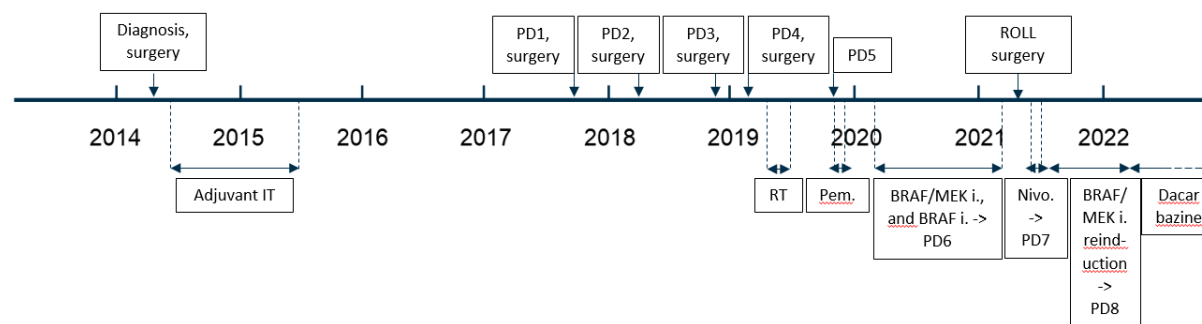 Diagnosis,
surgery
PD1,
surgery
PD2,
surgery
PD3,
surgery
PD4,
surgery
PD5
ROLL
surgery
2014
2015
2016
2017
2018
2019
2020
2021
2022
Adjuvant IT
RT
Pem.
BRAF/MEK i.,
and BRAF i. ->
PD6
Nivo.
->
PD7
BRAF/
MEK i.
reind-
uction
->
PD8
Dacar
bazine